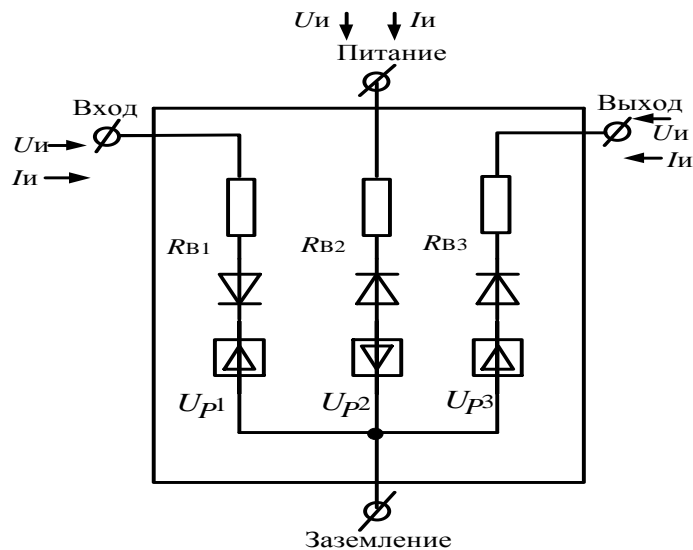 Uи Iи
Питание
Вход
Выход
Uи
Uи
Iи
Iи
RВ1
RВ2
RВ3
UP1
UP2
UP3
Заземление